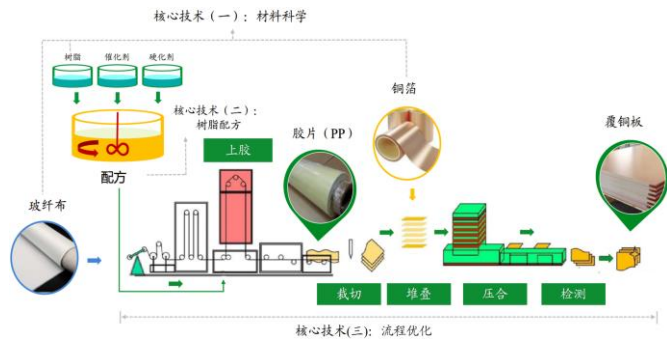 核心技术（一）：材料科学
树脂
催化剂
硬化剂
核心技术（二）：
树脂配方
铜箔
覆铜板
上胶
胶片（PP）
配方
玻纤布
裁切
堆叠
压合
检测
核心技术(三)：流程优化